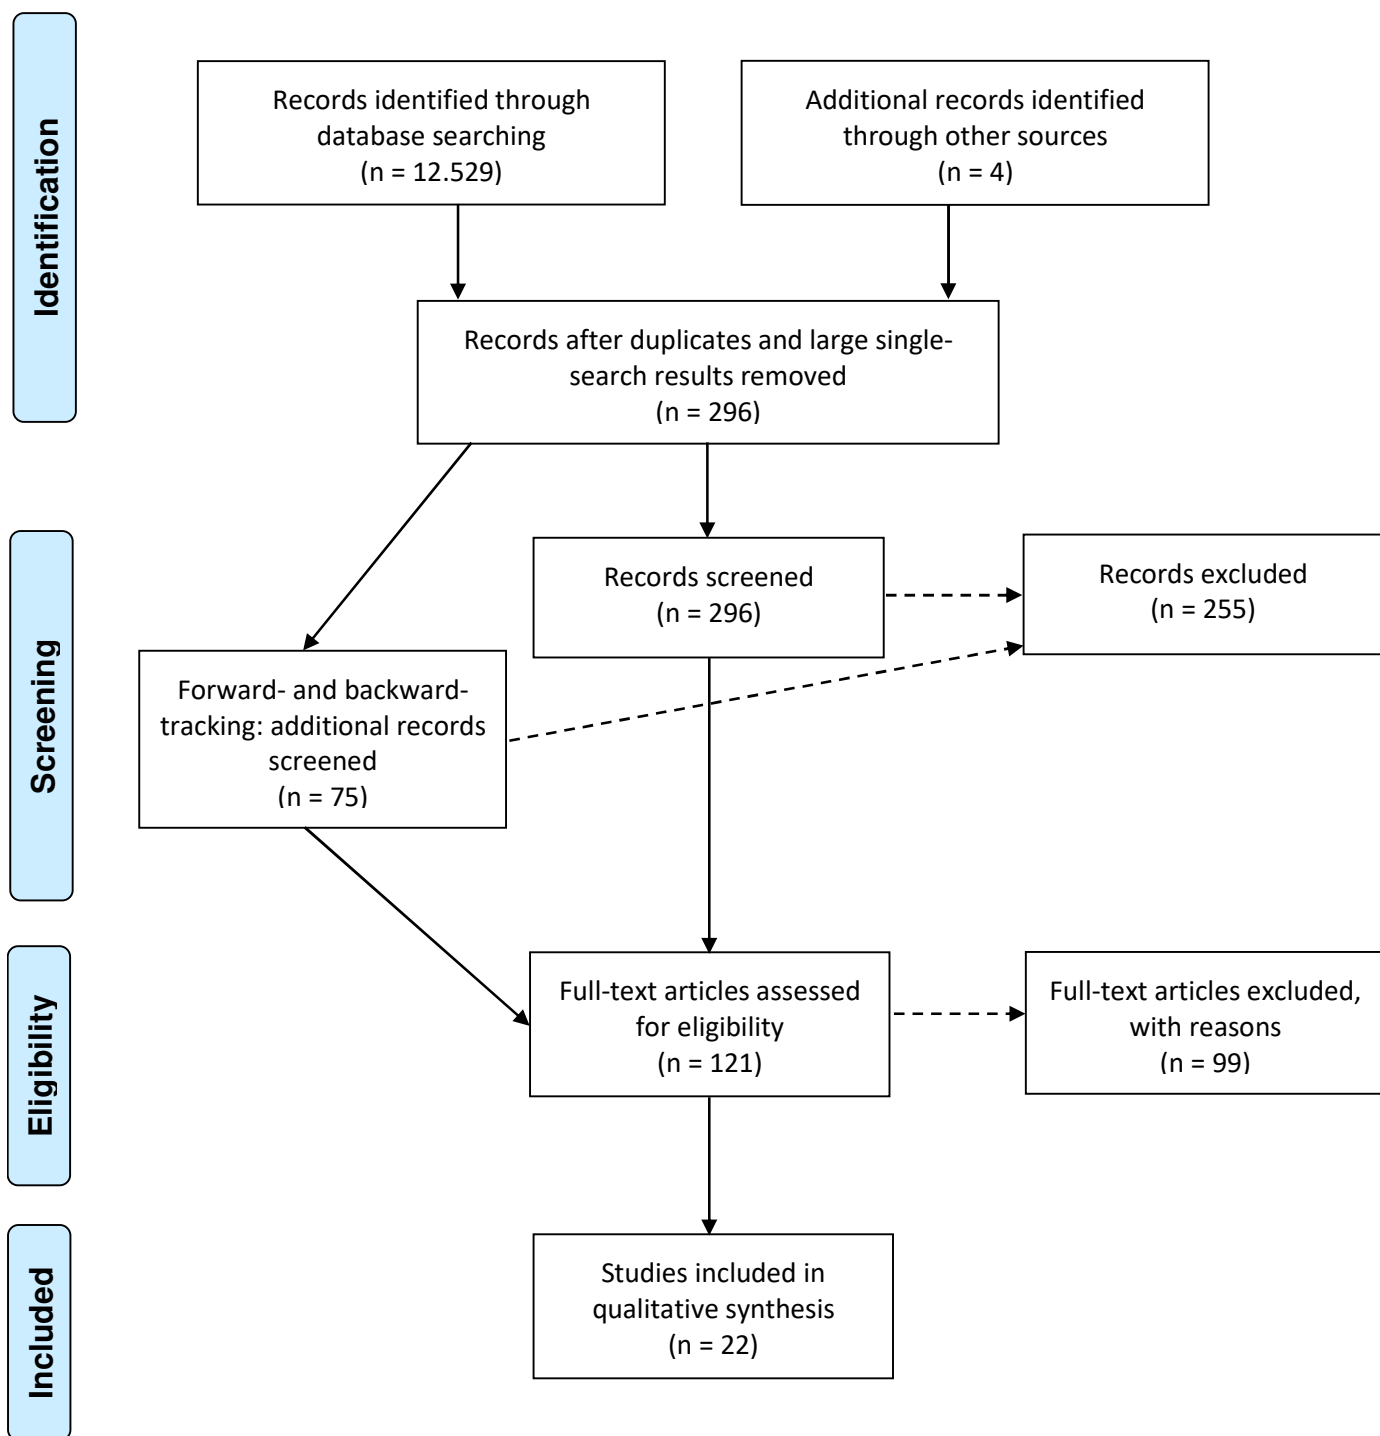 Identification
Records identified through
database searching
(n = 12.529)
Additional records identified
through other sources
(n = 4)
Records after duplicates and large single-
search results removed
(n = 296)
Screening
Records screened
(n = 296)
Records excluded
(n = 255)
Forward- and backward-
tracking: additional records
screened
(n = 75)
Eligibility
Full-text articles assessed
for eligibility
(n = 121)
Full-text articles excluded,
with reasons
(n = 99)
Included
Studies included in
qualitative synthesis
(n = 22)